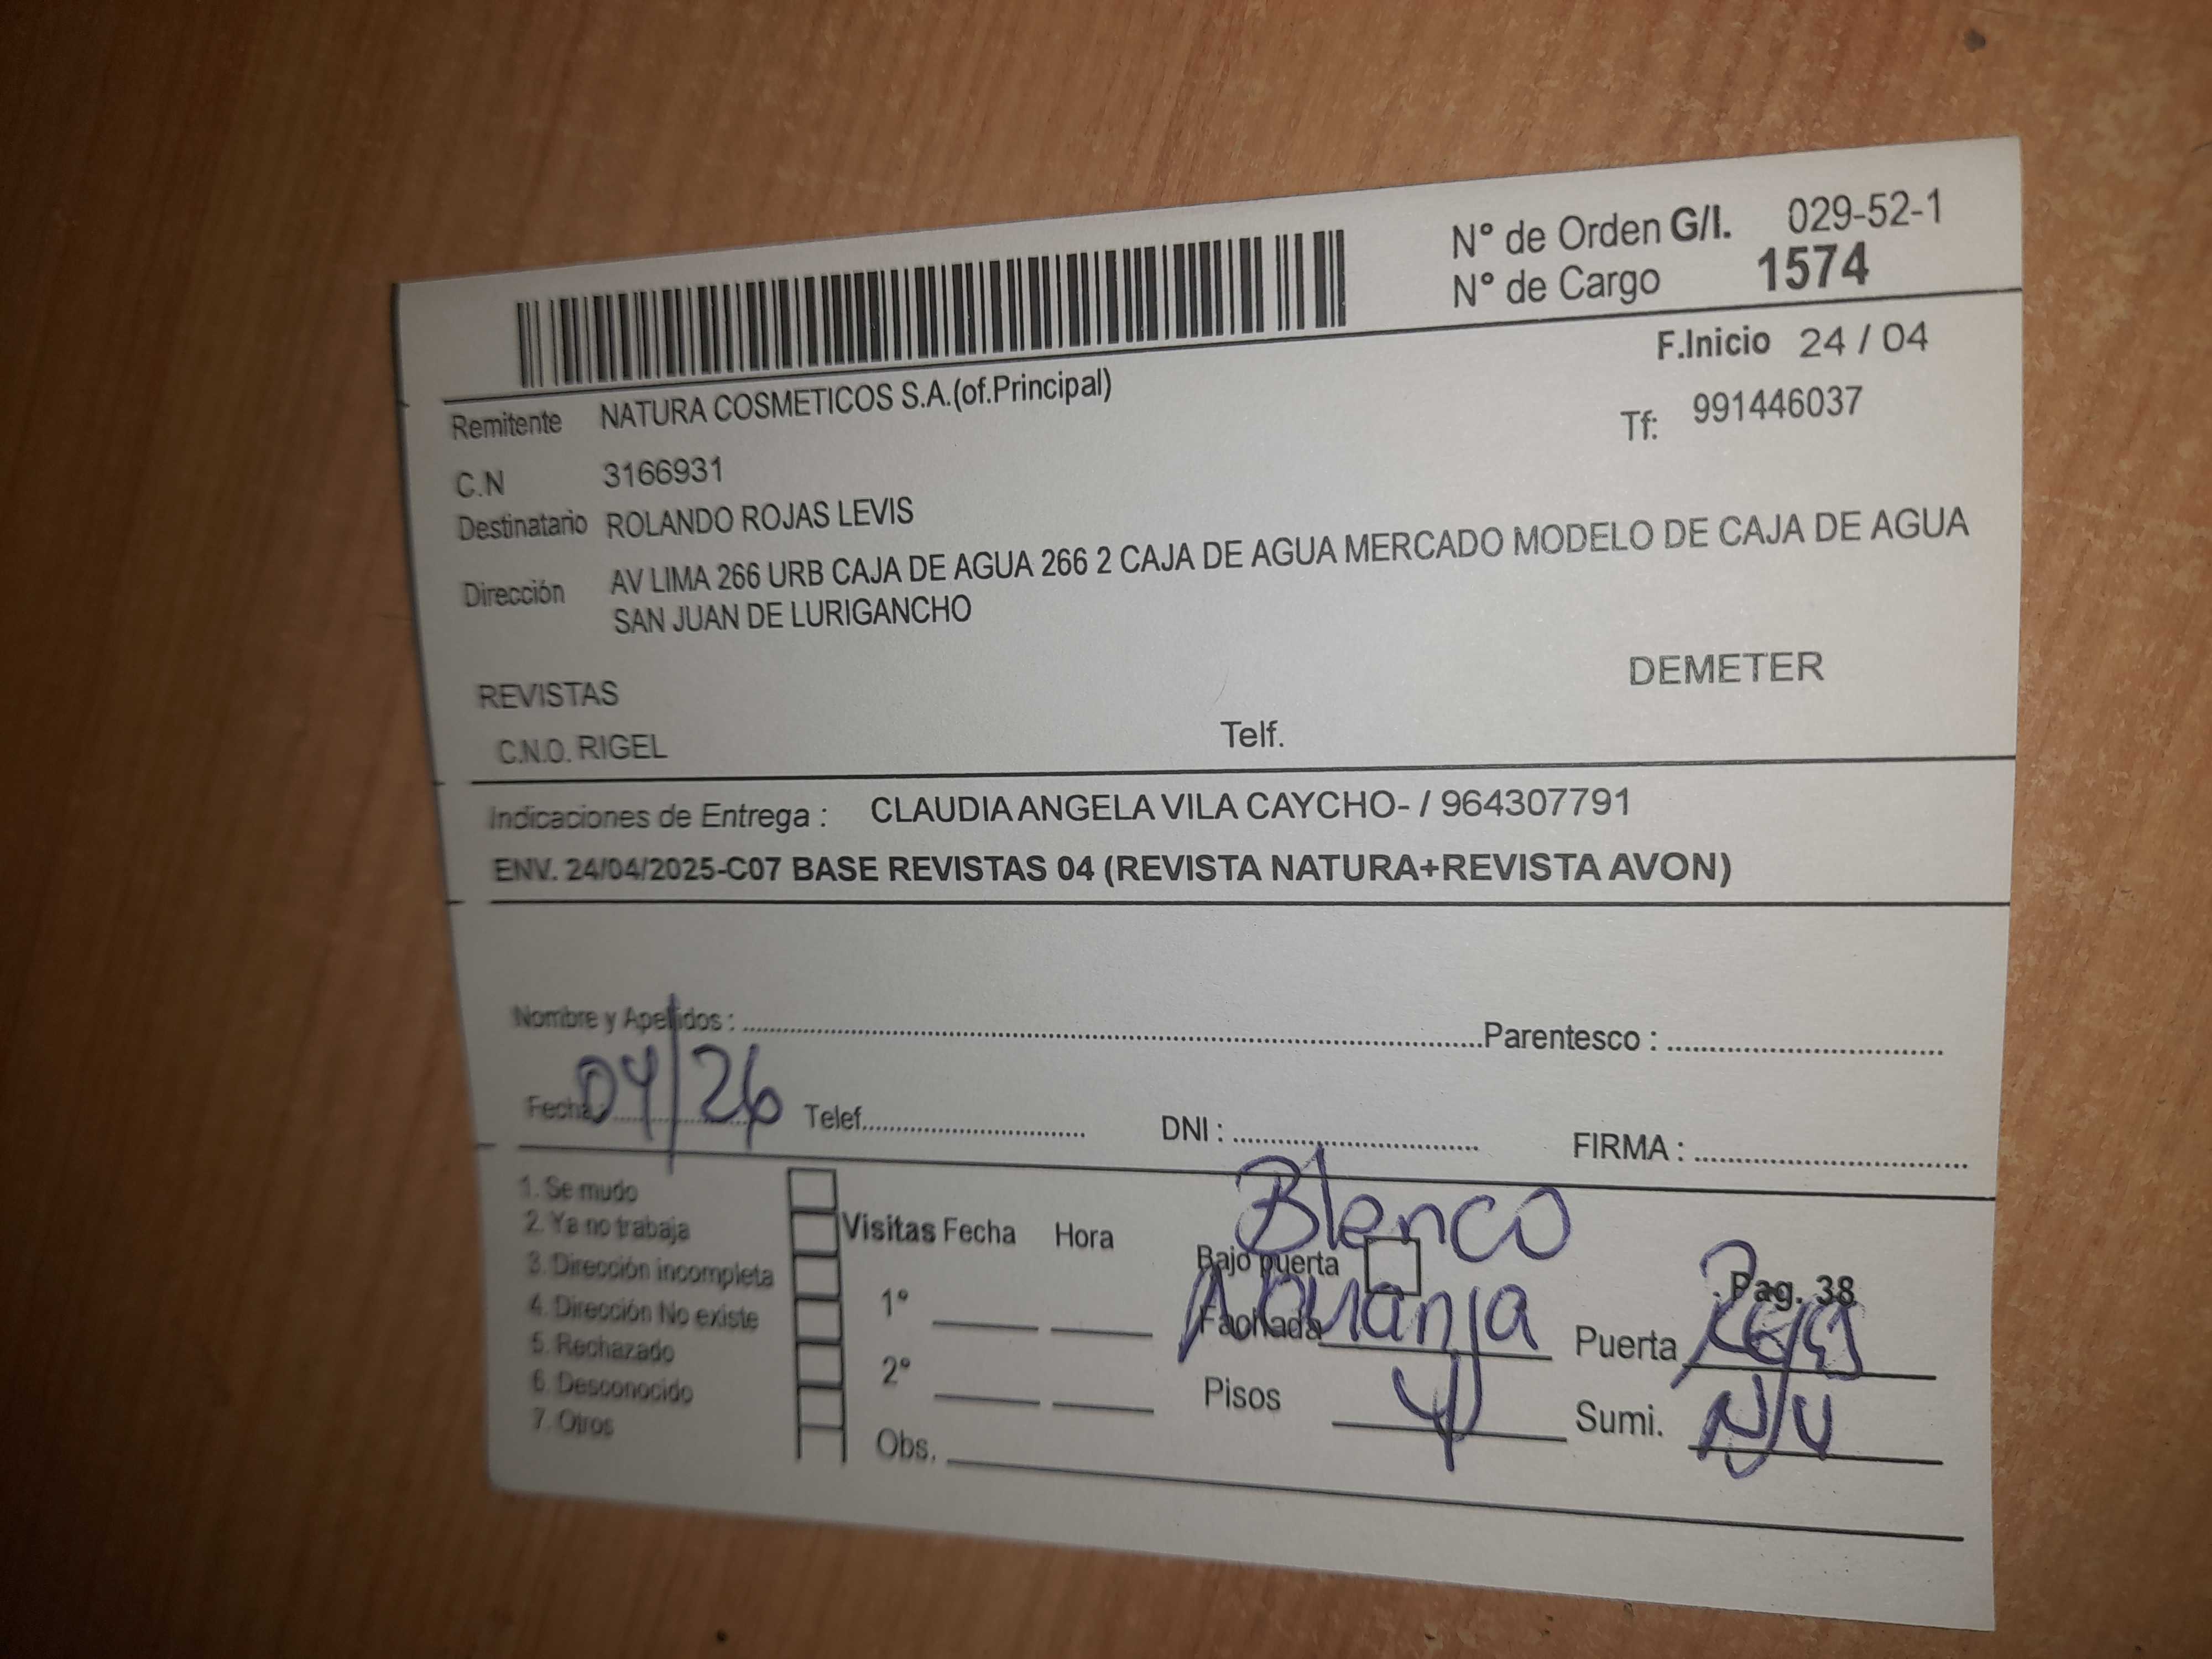 N° de Orden G/I. 029-52-1
N° de Cargo 1574
F.Inicio 24 / 04
Remitente NATURA COSMETICOS S.A.(of.Principal)
Tf: 991446037
C.N 3166931
Destinatario ROLANDO ROJAS LEVIS
Dirección AV LIMA 266 URB CAJA DE AGUA 266 2 CAJA DE AGUA MERCADO MODELO DE CAJA DE AGUA
SAN JUAN DE LURIGANCHO
DEMETER
REVISTAS
C.N.O. RIGEL Telf.
Indicaciones de Entrega : CLAUDIA ANGELA VILA CAYCHO- / 964307791
ENV. 24/04/2025-C07 BASE REVISTAS 04 (REVISTA NATURA+REVISTA AVON)
Nombre y Apellidos : Parentesco :
Fecha : 04/26 Telef. DNI : FIRMA :
1. Se mudo
2. Ya no trabaja
3. Dirección incompleta
4. Dirección No existe
5. Rechazado
6. Desconocido
7. Otros
Visitas Fecha Hora
1°
2°
Obs.
Blanco
Bajo puerta
Pag. 38
Fachada Naranja Puerta
Pisos 4 Sumi.